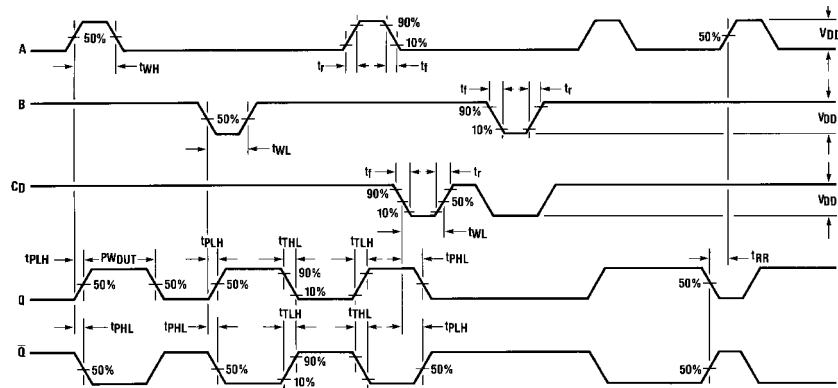 A 50% tWH tr 90% 10% tf 50% VDD
B 50% tWL tf 90% 10% tr VDD
CD tf 90% 10% tr 50% tWL VDD
tPLH PWOUT tPLH tTHL tTLH tPHL tRR
Q 50% 50% 50% 90% 10% 50%
tPHL tPHL tTLH tTHL tPLH
Q̅ 50% 50% 90% 10% 50% 50%